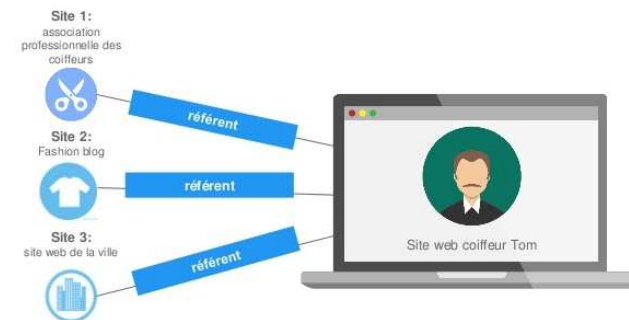 Site 1:
association
professionnelle des
coiffeurs
référent
Site 2:
Fashion blog
référent
Site 3:
site web de la ville
référent
Site web coiffeur Tom